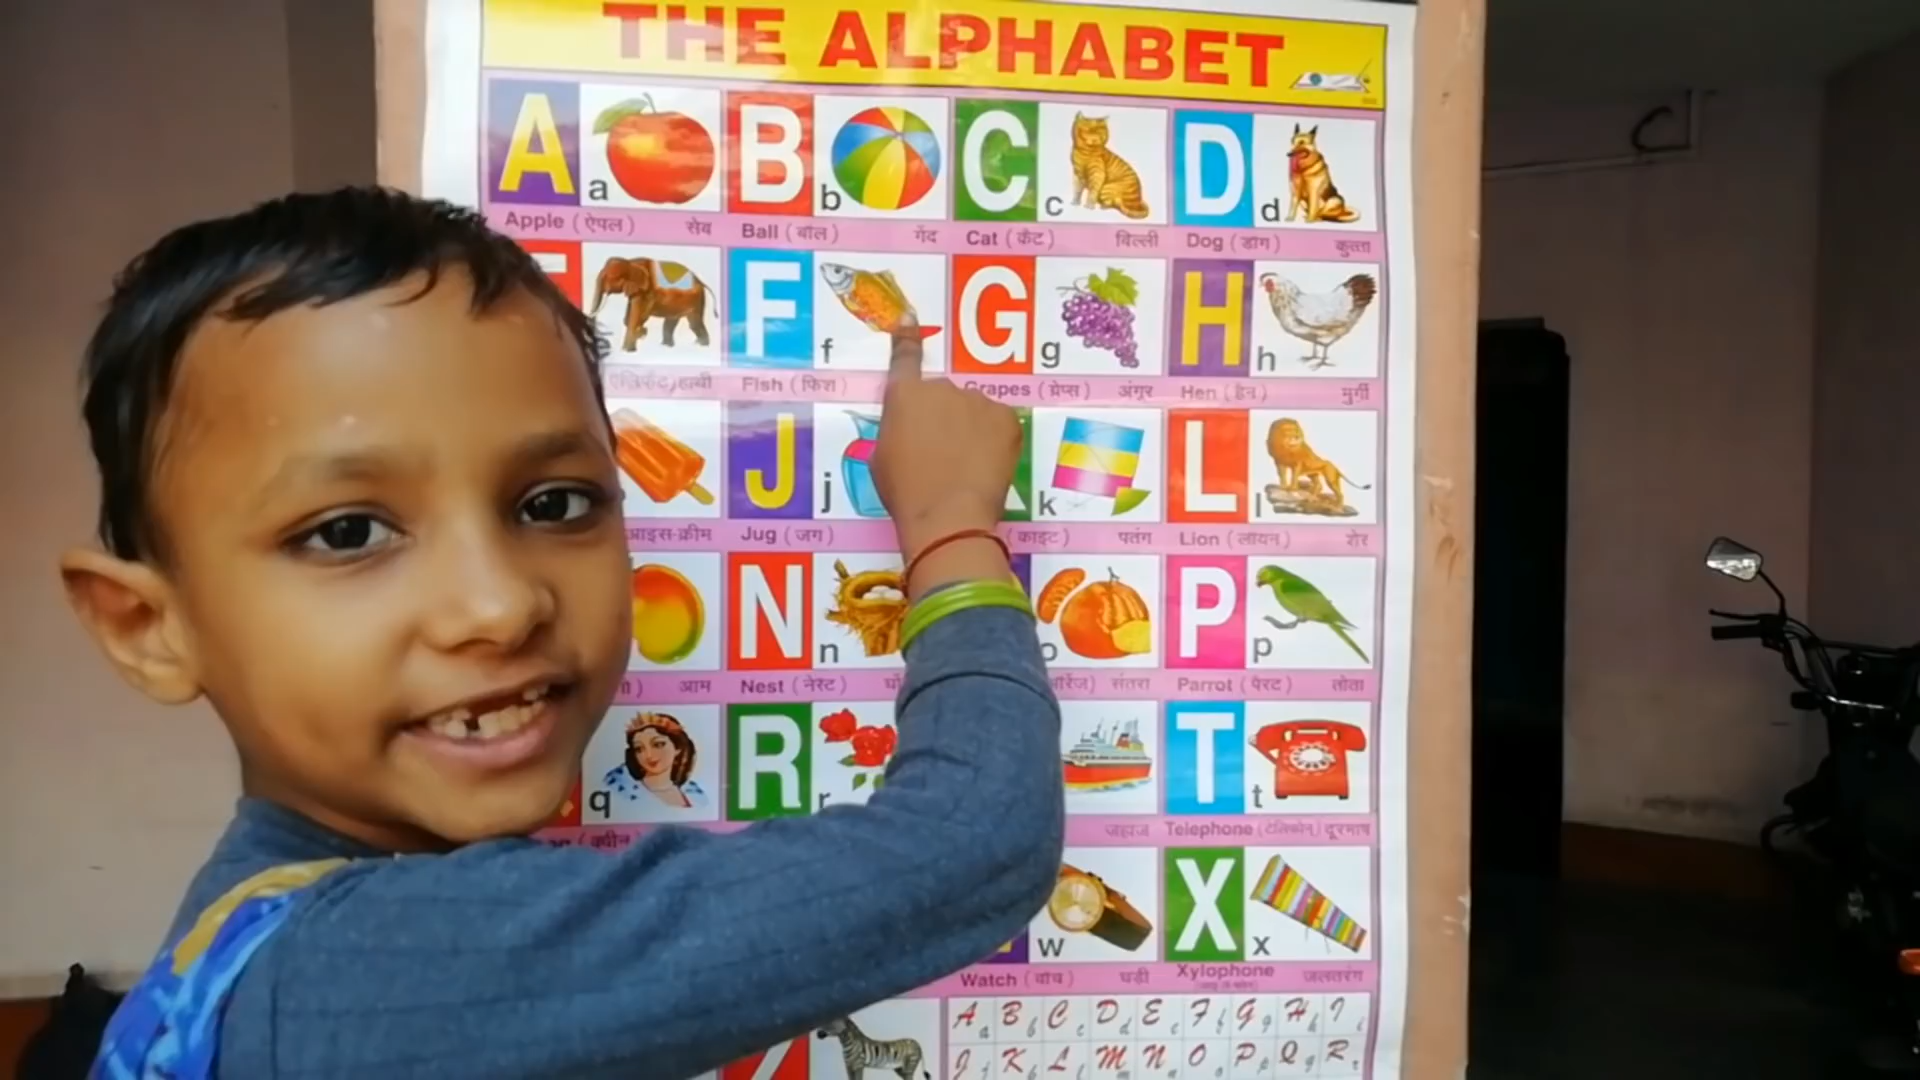 THE ALPHABET
A a B b C c D d
Apple (ऐपल) सेब Ball (बॉल) गेंद Cat (कैट) बिल्ली Dog (डॉग) कुत्ता
e F f G g H h
हाथी Fish (फिश) Grapes (ग्रेप्स) अंगूर Hen (हैन) मुर्गी
J j k L l
आइस-क्रीम Jug (जग) (काइट) पतंग Lion (लायन) शेर
N n o P p
आम Nest (नेस्ट) संतरा Parrot (पैरट) तोता
q R r T t
(क्वीन) जहाज Telephone (टेलिफोन) दूरभाष
w X x
Watch (वॉच) घड़ी Xylophone जलतरंग
A a B b C c D d E e F f G g H h I i
J j K k L l M m N n O o P p Q q R r